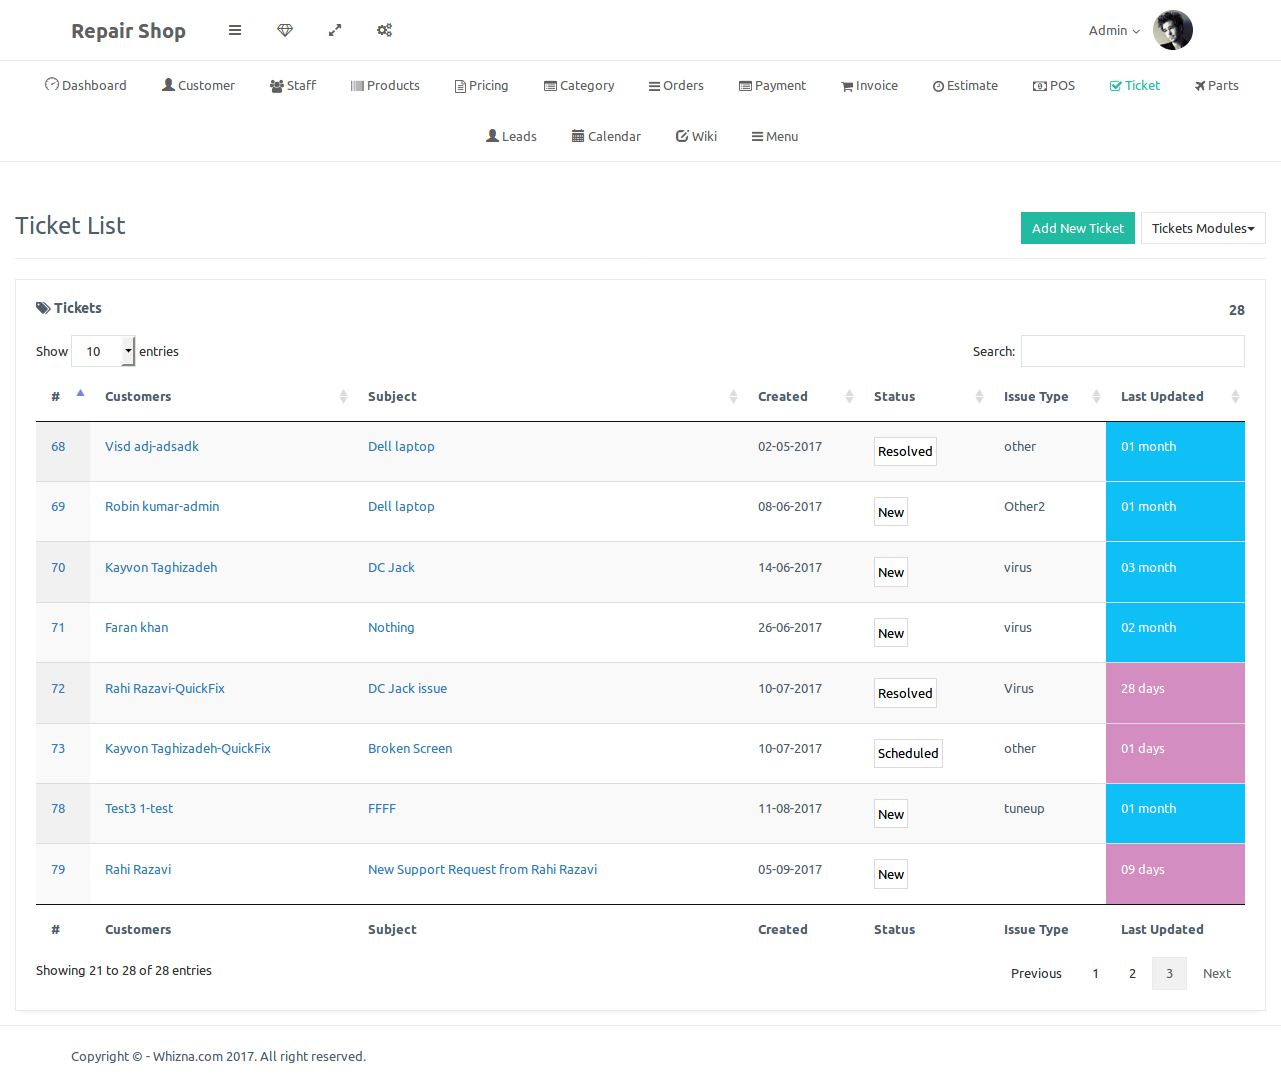 Repair Shop Admin
Dashboard Customer Staff Products Pricing Category Orders Payment Invoice Estimate POS Ticket Parts
Leads Calendar Wiki Menu
Ticket List Add New Ticket Tickets Modules
Tickets 28
Show 10 entries Search:
# Customers Subject Created Status Issue Type Last Updated
68 Visd adj-adsadk Dell laptop 02-05-2017 Resolved other 01 month
69 Robin kumar-admin Dell laptop 08-06-2017 New Other2 01 month
70 Kayvon Taghizadeh DC Jack 14-06-2017 New virus 03 month
71 Faran khan Nothing 26-06-2017 New virus 02 month
72 Rahi Razavi-QuickFix DC Jack issue 10-07-2017 Resolved Virus 28 days
73 Kayvon Taghizadeh-QuickFix Broken Screen 10-07-2017 Scheduled other 01 days
78 Test3 1-test FFFF 11-08-2017 New tuneup 01 month
79 Rahi Razavi New Support Request from Rahi Razavi 05-09-2017 New 09 days
# Customers Subject Created Status Issue Type Last Updated
Showing 21 to 28 of 28 entries Previous 1 2 3 Next
Copyright © - Whizna.com 2017. All right reserved.